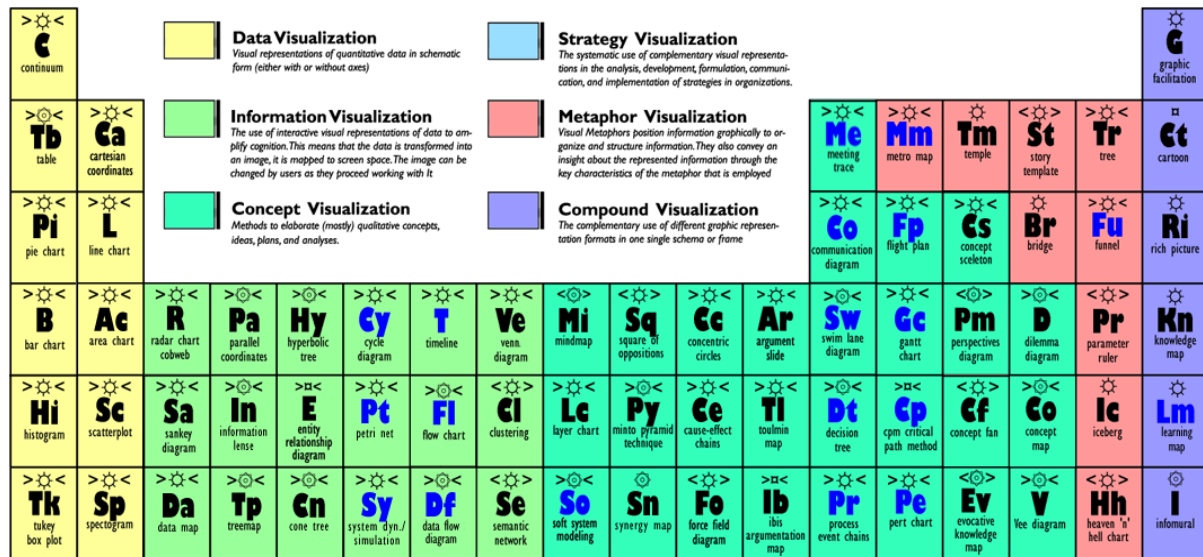 C
continuum
Data Visualization
Visual representations of quantitative data in schematic
form (either with or without axes)
Strategy Visualization
The systematic use of complementary visual representa-
tions in the analysis, development, formulation, communi-
cation, and implementation of strategies in organizations.
G
graphic
facilitation
Tb
table
Ca
cartesian
coordinates
Information Visualization
The use of interactive visual representations of data to am-
plify cognition. This means that the data is transformed into
an image, it is mapped to screen space. The image can be
changed by users as they proceed working with It
Metaphor Visualization
Visual Metaphors position information graphically to or-
ganize and structure information. They also convey an
insight about the represented information through the
key characteristics of the metaphor that is employed
Me
meeting
trace
Mm
metro map
Tm
temple
St
story
template
Tr
tree
Ct
cartoon
Pi
pie chart
L
line chart
Concept Visualization
Methods to elaborate (mostly) qualitative concepts,
ideas, plans, and analyses.
Compound Visualization
The complementary use of different graphic represen-
tation formats in one single schema or frame
Co
communication
diagram
Fp
flight plan
Cs
concept
sceleton
Br
bridge
Fu
funnel
Ri
rich picture
B
bar chart
Ac
area chart
R
radar chart
cobweb
Pa
parallel
coordinates
Hy
hyperbolic
tree
Cy
cycle
diagram
T
timeline
Ve
venn.
diagram
Mi
mindmap
Sq
square of
oppositions
Cc
concentric
circles
Ar
argument
slide
Sw
swim lane
diagram
Gc
gantt
chart
Pm
perspectives
diagram
D
dilemma
diagram
Pr
parameter
ruler
Kn
knowledge
map
Hi
histogram
Sc
scatterplot
Sa
sankey
diagram
In
information
lense
E
entity
relationship
diagram
Pt
petri net
Fl
flow chart
Cl
clustering
Lc
layer chart
Py
minto pyramid
technique
Ce
cause-effect
chains
Tl
toulmin
map
Dt
decision
tree
Cp
cpm critical
path method
Cf
concept fan
Co
concept
map
Ic
iceberg
Lm
learning
map
Tk
tukey
box plot
Sp
spectogram
Da
data map
Tp
treemap
Cn
cone tree
Sy
system dyn./
simulation
Df
data flow
diagram
Se
semantic
network
So
soft system
modeling
Sn
synergy map
Fo
force field
diagram
Ib
ibis
argumentation
map
Pr
process
event chains
Pe
pert chart
Ev
evocative
knowledge
map
V
Vee diagram
Hh
heaven 'n'
hell chart
I
infomural